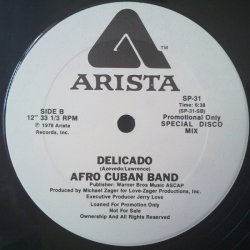 TM
ARISTA
SIDE B
12" 33 1/3 RPM
℗ 1978 Arista
Records, Inc.
SP-31
Time: 6:38
(SP-31-SB)
Promotional Only
SPECIAL DISCO
MIX
DELICADO
(Azevedo/Lawrence)
AFRO CUBAN BAND
Publisher: Warner Bros Music ASCAP
Produced by Michael Zager for Love-Zager Productions, Inc.
Executive Producer Jerry Love
Loaned For Promotion Only
Not For Sale
Ownership And All Rights Reserved